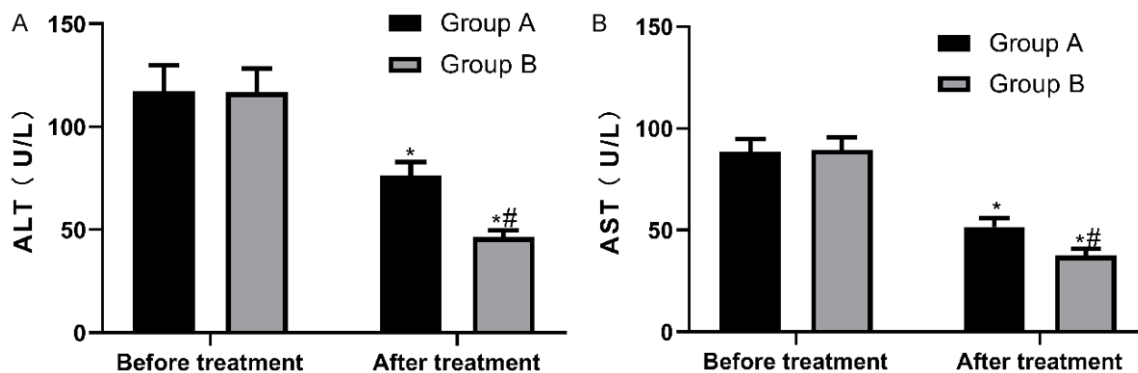 A
150
100
50
0
ALT ( U/L)
Group A
Group B
*
*#
Before treatment
After treatment
B
150
100
50
0
AST ( U/L)
Group A
Group B
*
*#
Before treatment
After treatment